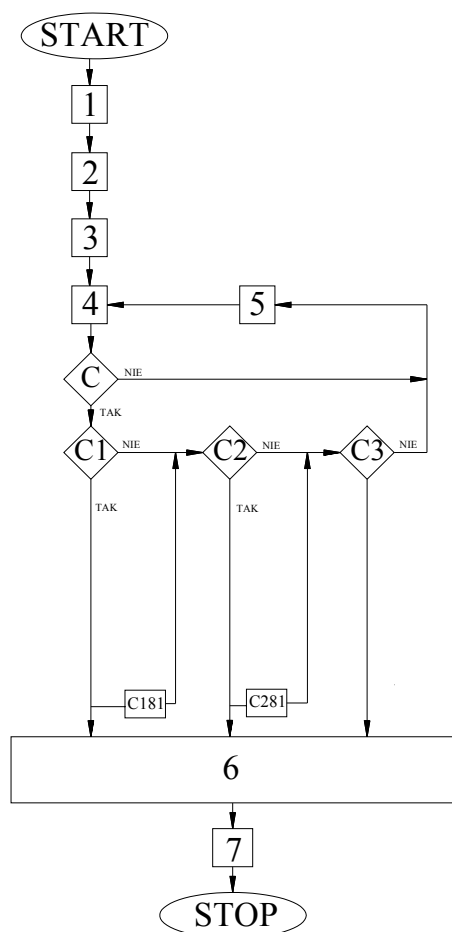 START
1
2
3
4 5
C NIE
TAK
C1 NIE C2 NIE C3 NIE
TAK TAK
C181 C281
6
7
STOP